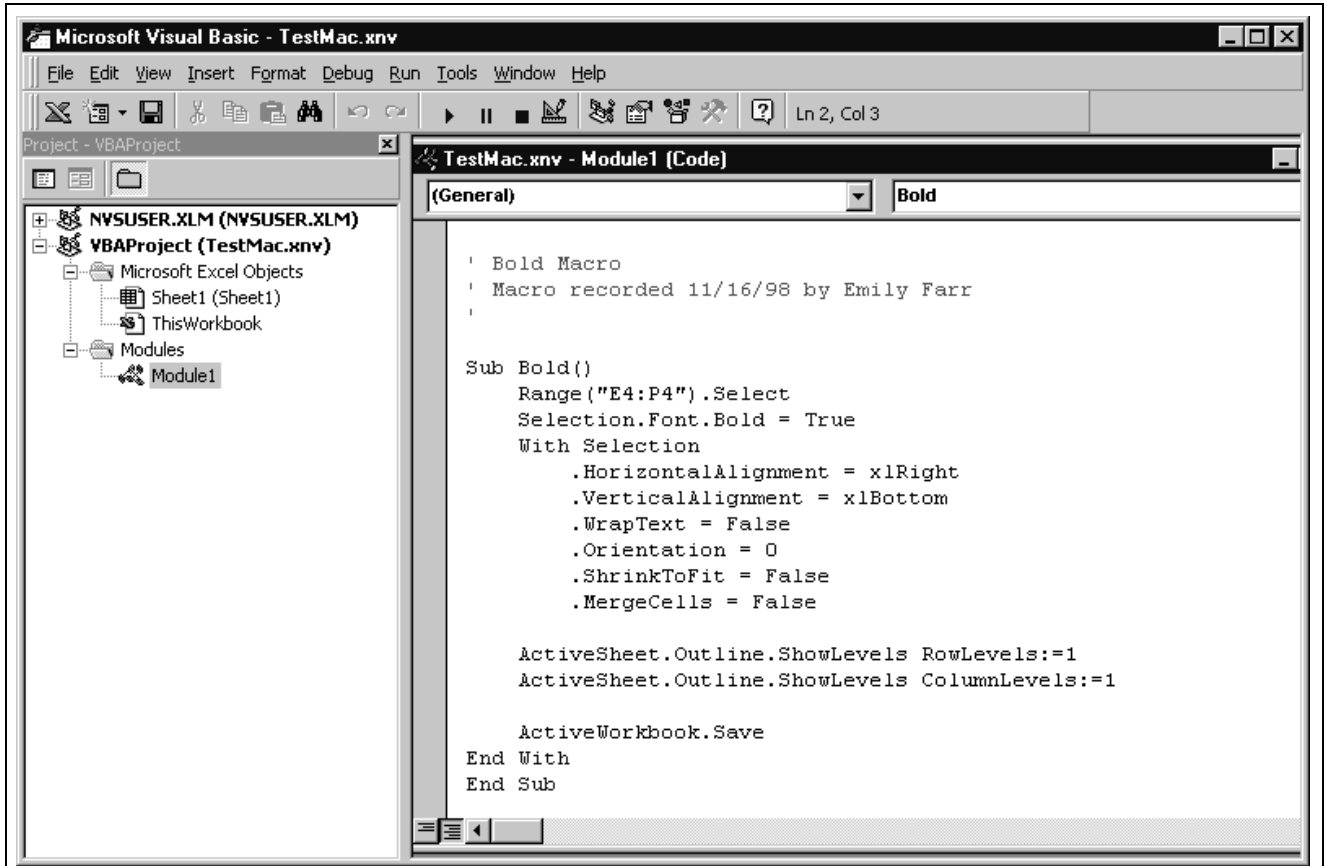 Microsoft Visual Basic - TestMac.xnv
File Edit View Insert Format Debug Run Tools Window Help
Ln 2, Col 3
Project - VBAProject
NVSUSER.XLM (NVSUSER.XLM)
VBAProject (TestMac.xnv)
Microsoft Excel Objects
Sheet1 (Sheet1)
ThisWorkbook
Modules
Module1
TestMac.xnv - Module1 (Code)
(General) Bold
' Bold Macro
' Macro recorded 11/16/98 by Emily Farr
'
Sub Bold()
Range("E4:P4").Select
Selection.Font.Bold = True
With Selection
.HorizontalAlignment = xlRight
.VerticalAlignment = xlBottom
.WrapText = False
.Orientation = 0
.ShrinkToFit = False
.MergeCells = False
ActiveSheet.Outline.ShowLevels RowLevels:=1
ActiveSheet.Outline.ShowLevels ColumnLevels:=1
ActiveWorkbook.Save
End With
End Sub